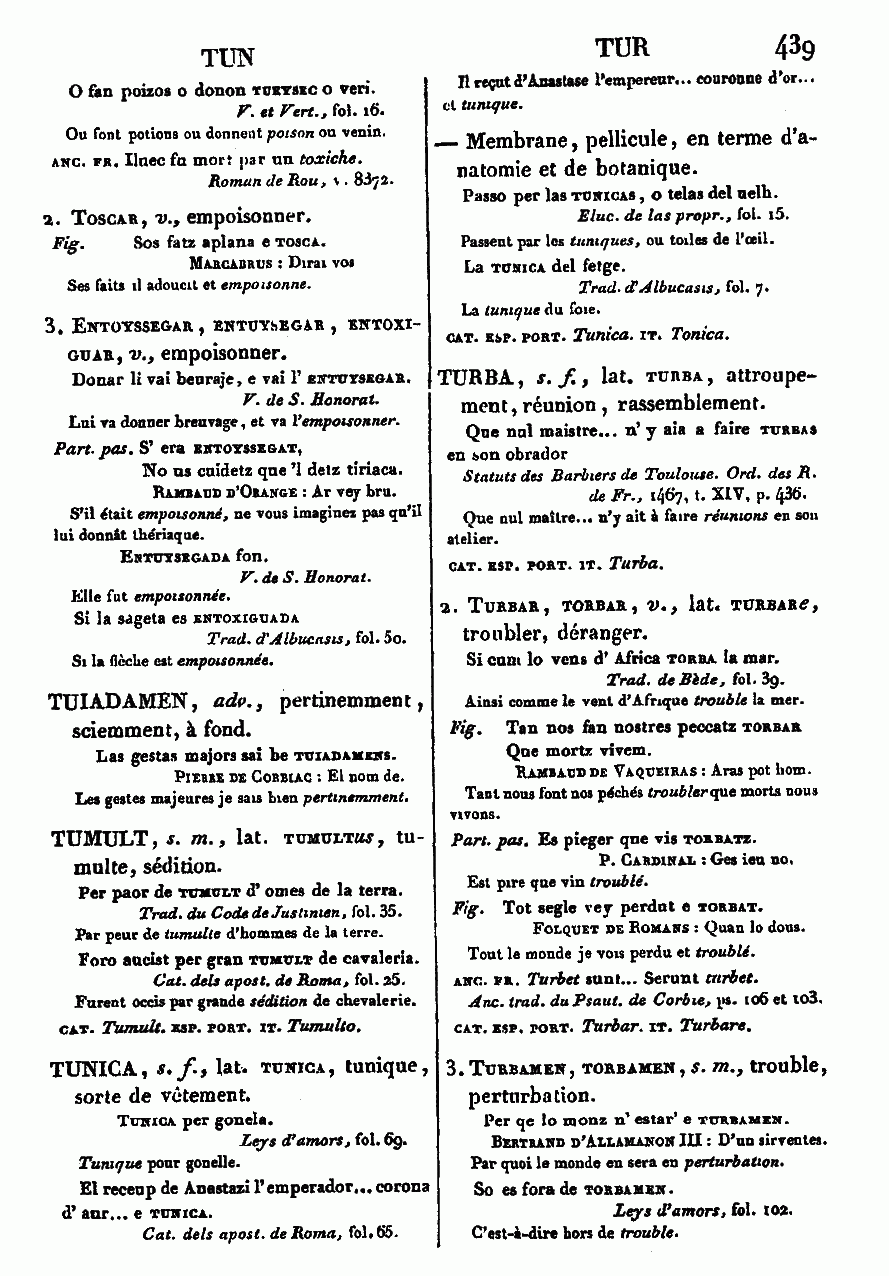 TUN
O fan poizos o donon TUEYSEC o veri.
V. et Vert., fol. 16.
Ou font potions ou donnent poison ou venin.
ANC. FR. Iluec fu mort par un toxiche.
Roman de Rou, v. 8372.
2. TOSCAR, v., empoisonner.
Fig. Sos fatz aplana e TOSCA.
MARCABRUS : Dirai vos
Ses faits il adoucit et empoisonne.
3. ENTOYSSEGAR, ENTUYSEGAR, ENTOXI-
GUAR, v., empoisonner.
Donar li vai beuraje, e vai l' ENTUYSEGAR.
V. de S. Honorat.
Lui va donner breuvage, et va l'empoisonner.
Part. pas. S' era ENTOYSSEGAT,
No us cuidetz que 'l detz tiriaca.
RAMBAUD D'ORANGE : Ar vey bru.
S'il était empoisonné, ne vous imaginez pas qu'il
lui donnât thériaque.
ENTUYSEGADA fon.
V. de S. Honorat.
Elle fut empoisonnée.
Si la sageta es ENTOXIGUADA
Trad. d'Albucasis, fol. 50.
Si la flèche est empoisonnée.
TUIADAMEN, adv., pertinemment,
sciemment, à fond.
Las gestas majors sai be TUIADAMENS.
PIERRE DE CORBIAC : El nom de.
Les gestes majeures je sais bien pertinemment.
TUMULT, s. m., lat. TUMULTUS, tu-
multe, sédition.
Per paor de TUMULT d' omes de la terra.
Trad. du Code de Justinien, fol. 35.
Par peur de tumulte d'hommes de la terre.
Foro aucist per gran TUMULT de cavaleria.
Cat. dels apost. de Roma, fol. 25.
Furent occis par grande sédition de chevalerie.
CAT. Tumult. ESP. PORT. IT. Tumulto.
TUNICA, s. f., lat. TUNICA, tunique,
sorte de vêtement.
TUNICA per gonela.
Leys d'amors, fol. 69.
Tunique pour gonelle.
El receup de Anastazi l'emperador... corona
d' aur... e TUNICA.
Cat. dels apost. de Roma, fol. 65.
TUR 439
Il reçut d'Anastase l'empereur... couronne d'or...
et tunique.
— Membrane, pellicule, en terme d'a-
natomie et de botanique.
Passo per las TUNICAS, o telas del uelh.
Eluc. de las propr., fol. 15.
Passent par les tuniques, ou toiles de l'œil.
La TUNICA del fetge.
Trad. d'Albucasis, fol. 7.
La tunique du foie.
CAT. ESP. PORT. Tunica. IT. Tonica.
TURBA, s. f., lat. TURBA, attroupe-
ment, réunion, rassemblement.
Que nul maistre... n' y aia a faire TURBAS
en son obrador
Statuts des Barbiers de Toulouse. Ord. des R.
de Fr., 1467, t. XIV, p. 436.
Que nul maître... n'y ait à faire réunions en son
atelier.
CAT. ESP. PORT. IT. Turba.
2. TURBAR, TORBAR, v., lat. TURBARe,
troubler, déranger.
Si cum lo vens d' Africa TORBA la mar.
Trad. de Bède, fol. 39.
Ainsi comme le vent d'Afrique trouble la mer.
Fig. Tan nos fan nostres peccatz TORBAR
Que mortz vivem.
RAMBAUD DE VAQUEIRAS : Aras pot hom.
Tant nous font nos péchés troubler que morts nous
vivons.
Part. pas. Es pieger que vis TORBATZ.
P. CARDINAL : Ges ieu no.
Est pire que vin troublé.
Fig. Tot segle vey perdut e TORBAT.
FOLQUET DE ROMANS : Quan lo dous.
Tout le monde je vois perdu et troublé.
ANC. FR. Turbet sunt... Serunt turbet.
Anc. trad. du Psaut. de Corbie, ps. 106 et 103.
CAT. ESP. PORT. Turbar. IT. Turbare.
3. TURBAMEN, TORBAMEN, s. m., trouble,
perturbation.
Per qe lo monz n' estar' e TURBAMEN.
BERTRAND D'ALLAMANON III : D'un sirventes.
Par quoi le monde en sera en perturbation.
So es fora de TORBAMEN.
Leys d'amors, fol. 102.
C'est-à-dire hors de trouble.